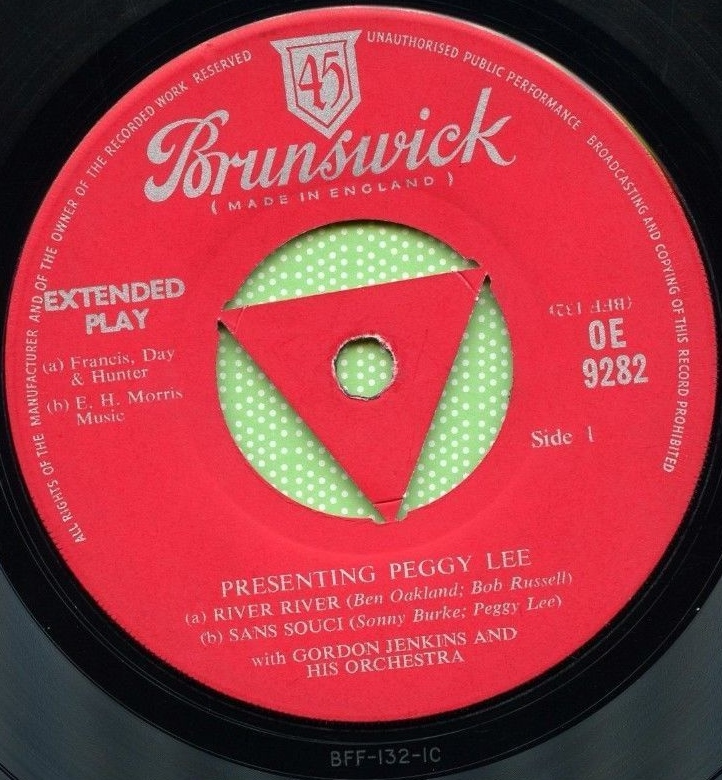 ALL RIGHTS OF THE MANUFACTURER AND OF THE OWNER OF THE RECORDED WORK RESERVED
UNAUTHORISED PUBLIC PERFORMANCE BROADCASTING AND COPYING OF THIS RECORD PROHIBITED
45
Brunswick
( MADE IN ENGLAND )
EXTENDED
PLAY
(a) Francis, Day
& Hunter
(b) E. H. Morris
Music
(BFF 132)
OE
9282
Side 1
PRESENTING PEGGY LEE
(a) RIVER RIVER (Ben Oakland; Bob Russell)
(b) SANS SOUCI (Sonny Burke; Peggy Lee)
with GORDON JENKINS AND
HIS ORCHESTRA
BFF-132-1C